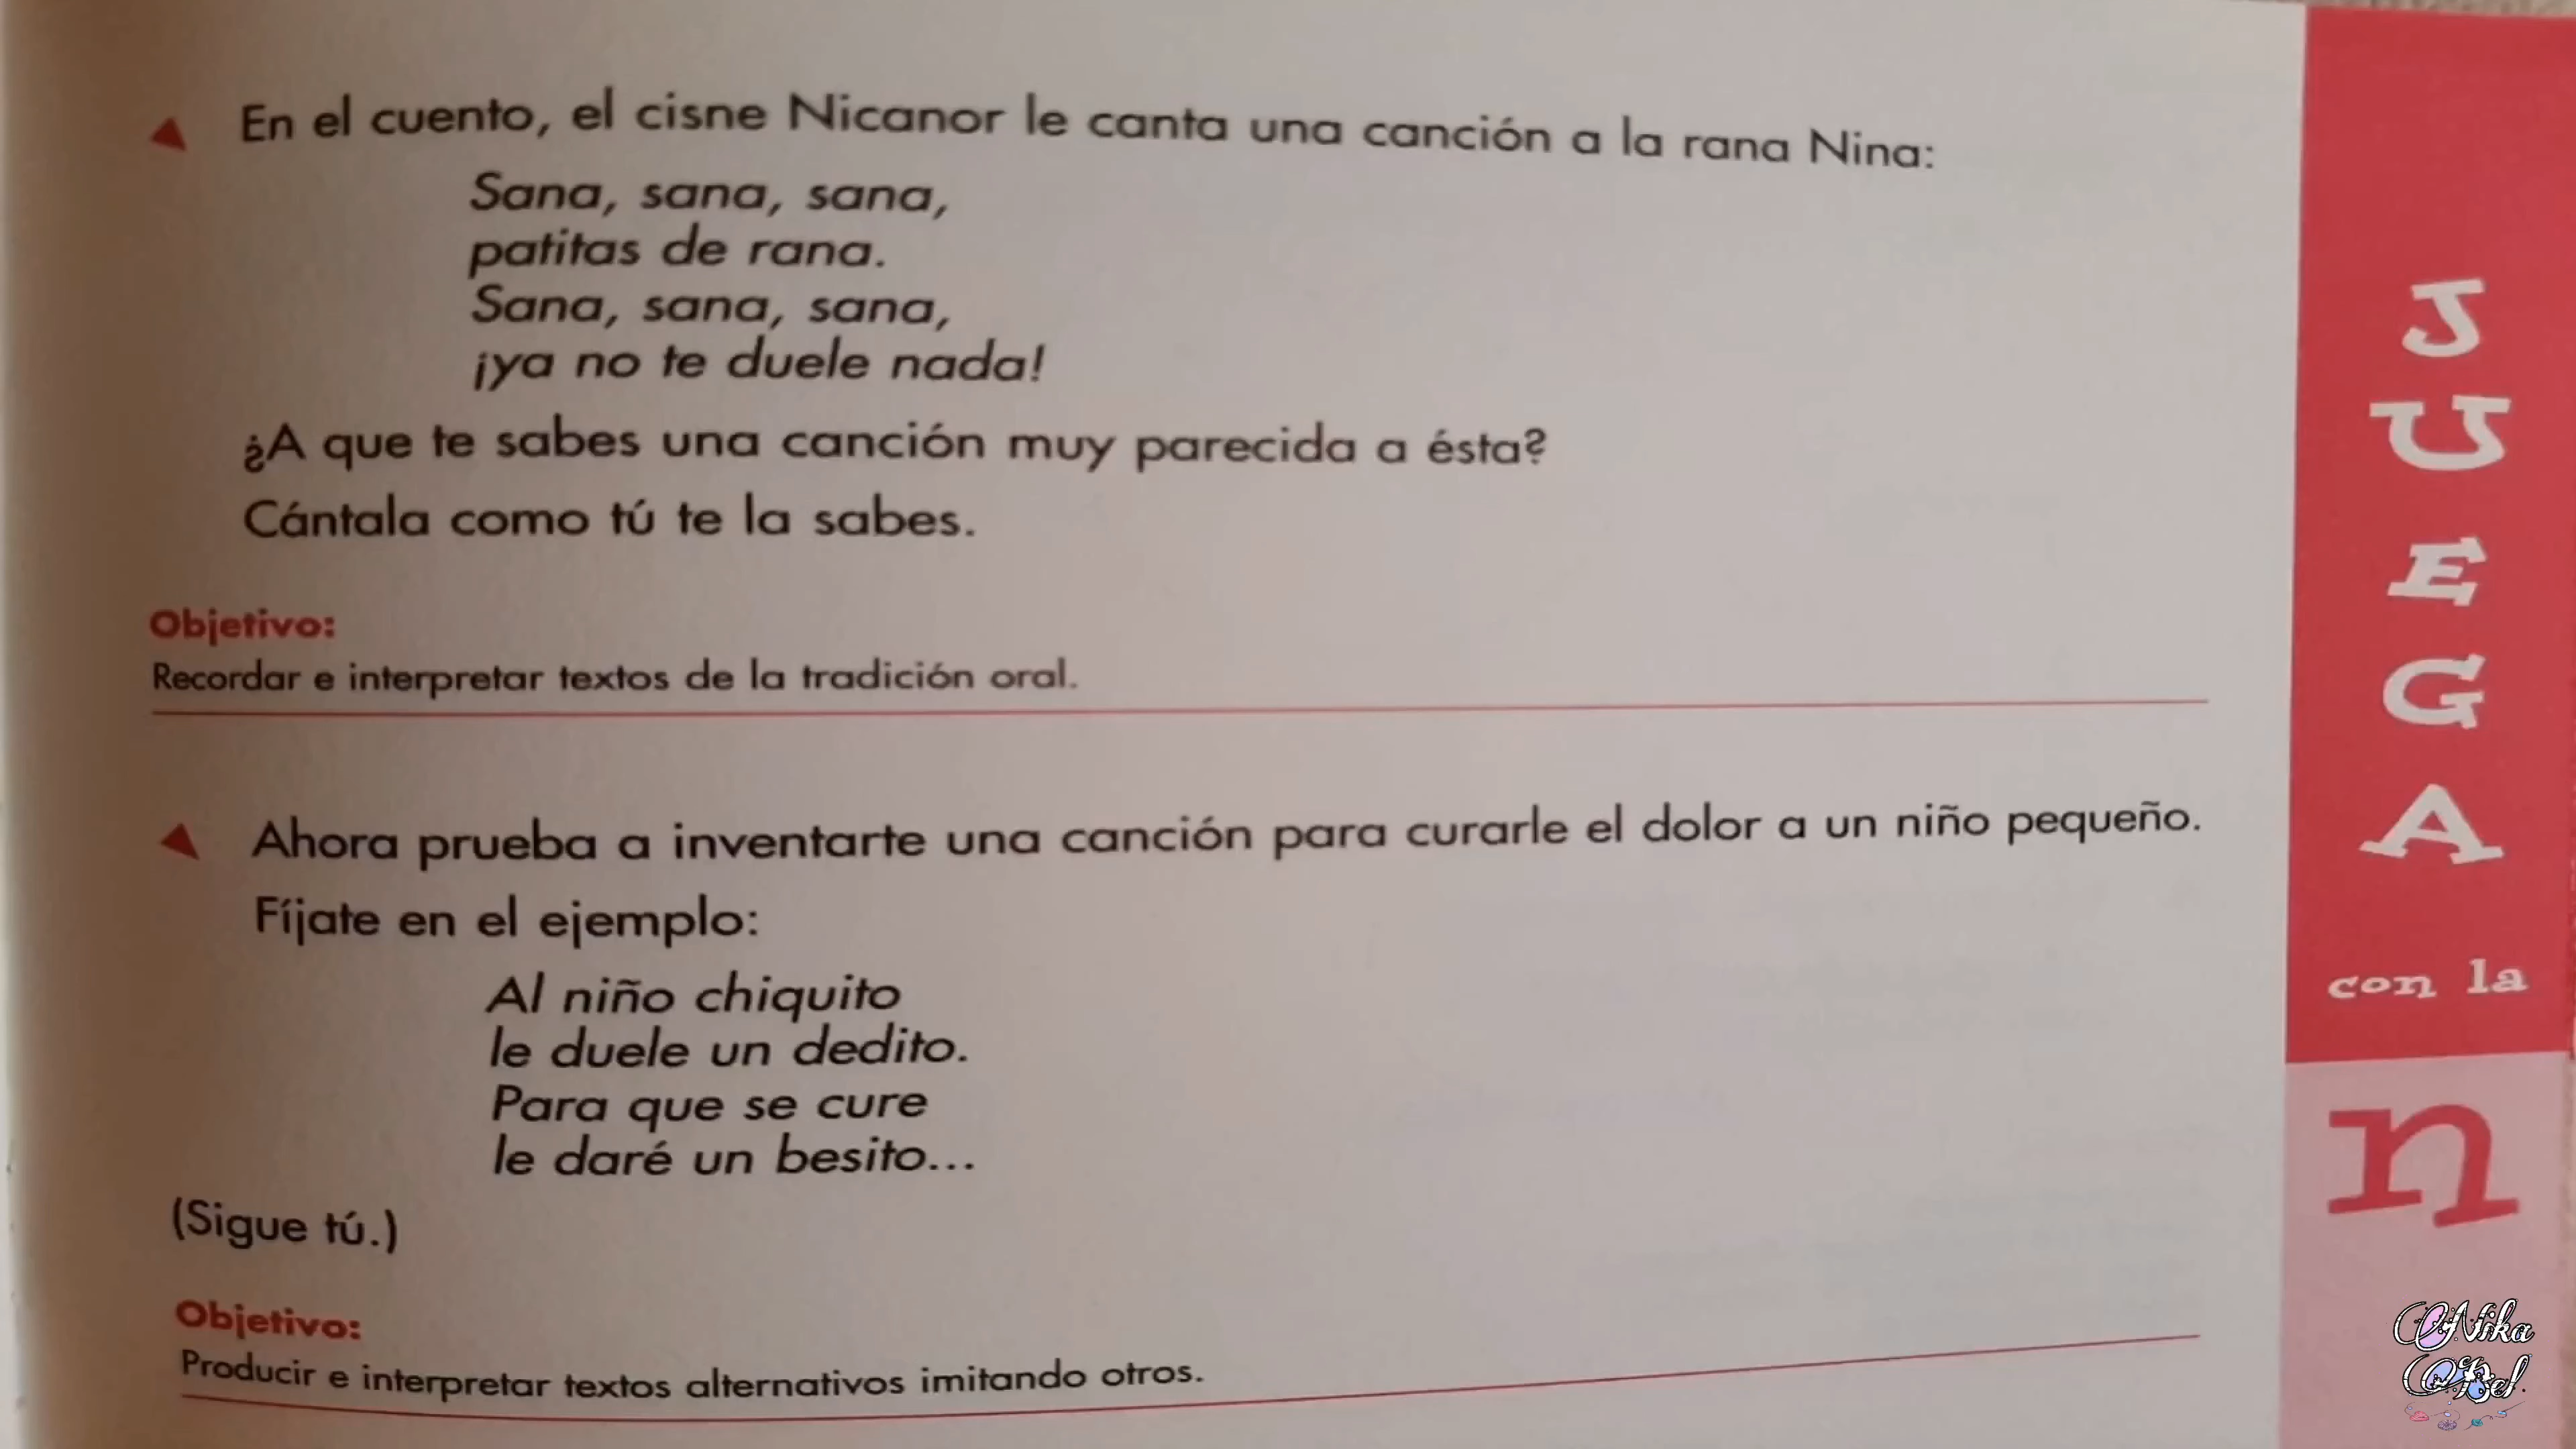 En el cuento, el cisne Nicanor le canta una canción a la rana Nina:
Sana, sana, sana,
patitas de rana.
Sana, sana, sana,
¡ya no te duele nada!
¿A que te sabes una canción muy parecida a ésta?
Cántala como tú te la sabes.
Objetivo:
Recordar e interpretar textos de la tradición oral.
Ahora prueba a inventarte una canción para curarle el dolor a un niño pequeño.
Fíjate en el ejemplo:
Al niño chiquito
le duele un dedito.
Para que se cure
le daré un besito...
(Sigue tú.)
Objetivo:
Producir e interpretar textos alternativos imitando otros.
JUEGA
con la
n
Nika
Bel.